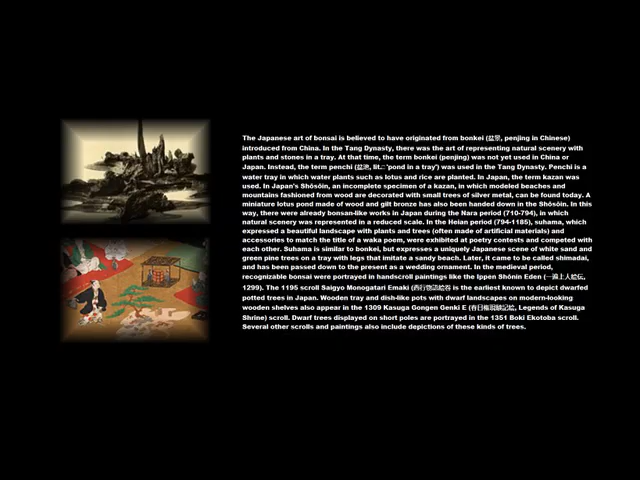 The Japanese art of bonsai is believed to have originated from bonkei (盆景, penjing in Chinese)
introduced from China. In the Tang Dynasty, there was the art of representing natural scenery with
plants and stones in a tray. At that time, the term bonkei (penjing) was not yet used in China or
Japan. Instead, the term penchi (盆池, lit.: 'pond in a tray') was used in the Tang Dynasty. Penchi is a
water tray in which water plants such as lotus and rice are planted. In Japan, the term kazan was
used. In Japan's Shōsōin, an incomplete specimen of a kazan, in which modeled beaches and
mountains fashioned from wood are decorated with small trees of silver metal, can be found today. A
miniature lotus pond made of wood and gilt bronze has also been handed down in the Shōsōin. In this
way, there were already bonsan-like works in Japan during the Nara period (710-794), in which
natural scenery was represented in a reduced scale. In the Heian period (794-1185), suhama, which
expressed a beautiful landscape with plants and trees (often made of artificial materials) and
accessories to match the title of a waka poem, were exhibited at poetry contests and competed with
each other. Suhama is similar to bonkei, but expresses a uniquely Japanese scene of white sand and
green pine trees on a tray with legs that imitate a sandy beach. Later, it came to be called shimadai,
and has been passed down to the present as a wedding ornament. In the medieval period,
recognizable bonsai were portrayed in handscroll paintings like the Ippen Shōnin Eden (一遍上人絵伝,
1299). The 1195 scroll Saigyo Monogatari Emaki (西行物語絵巻 is the earliest known to depict dwarfed
potted trees in Japan. Wooden tray and dish-like pots with dwarf landscapes on modern-looking
wooden shelves also appear in the 1309 Kasuga Gongen Genki E (春日権現験記絵, Legends of Kasuga
Shrine) scroll. Dwarf trees displayed on short poles are portrayed in the 1351 Boki Ekotoba scroll.
Several other scrolls and paintings also include depictions of these kinds of trees.